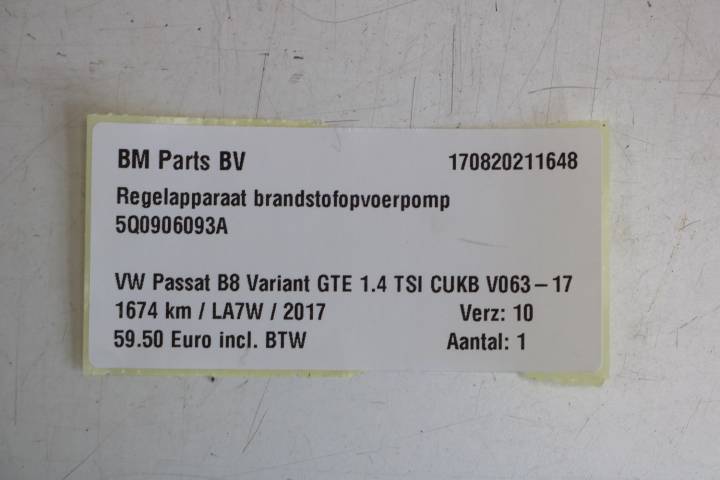 BM Parts BV 170820211648
Regelapparaat brandstofopvoerpomp
5Q0906093A
VW Passat B8 Variant GTE 1.4 TSI CUKB V063-17
1674 km / LA7W / 2017 Verz: 10
59.50 Euro incl. BTW Aantal: 1